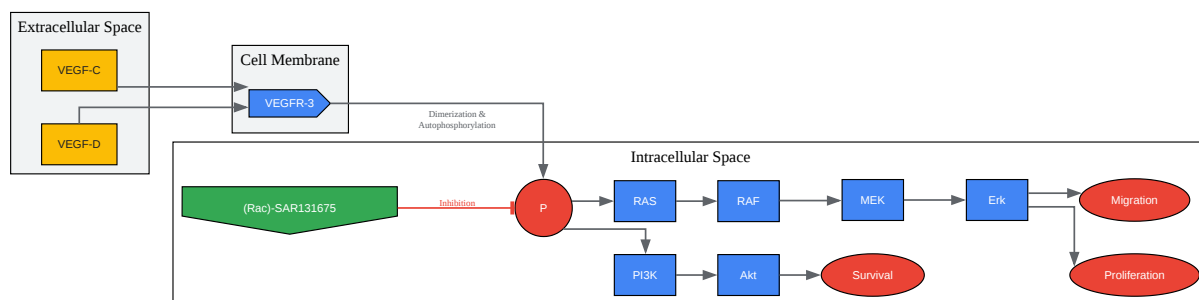 Extracellular Space
VEGF-C
VEGF-D
Cell Membrane
VEGFR-3
Dimerization &
Autophosphorylation
Intracellular Space
(Rac)-SAR131675
Inhibition
P
RAS
RAF
MEK
Erk
Migration
PI3K
Akt
Survival
Proliferation